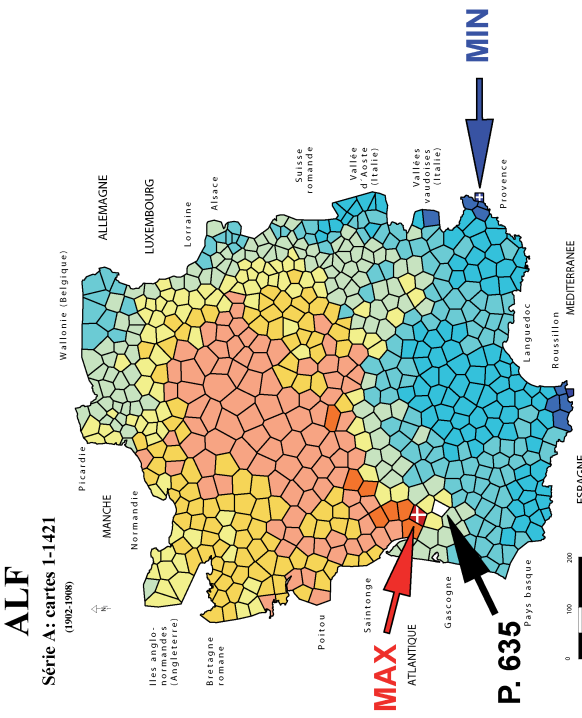 ALF
Série A: cartes 1-1421
(1902-1908)
N
Wallonie (Belgique)
ALLEMAGNE
LUXEMBOURG
Lorraine
Alsace
Suisse
romande
Vallée
d'Aoste
(Italie)
Vallées
vaudoises
(Italie)
MIN
Provence
Picardie
MANCHE
Normandie
Iles anglo-
normandes
(Angleterre)
Bretagne
romane
Poitou
Saintonge
MAX
ATLANTIQUE
Gascogne
P. 635
Pays basque
Languedoc
Roussillon
MEDITERRANEE
ESPAGNE
0 100 200